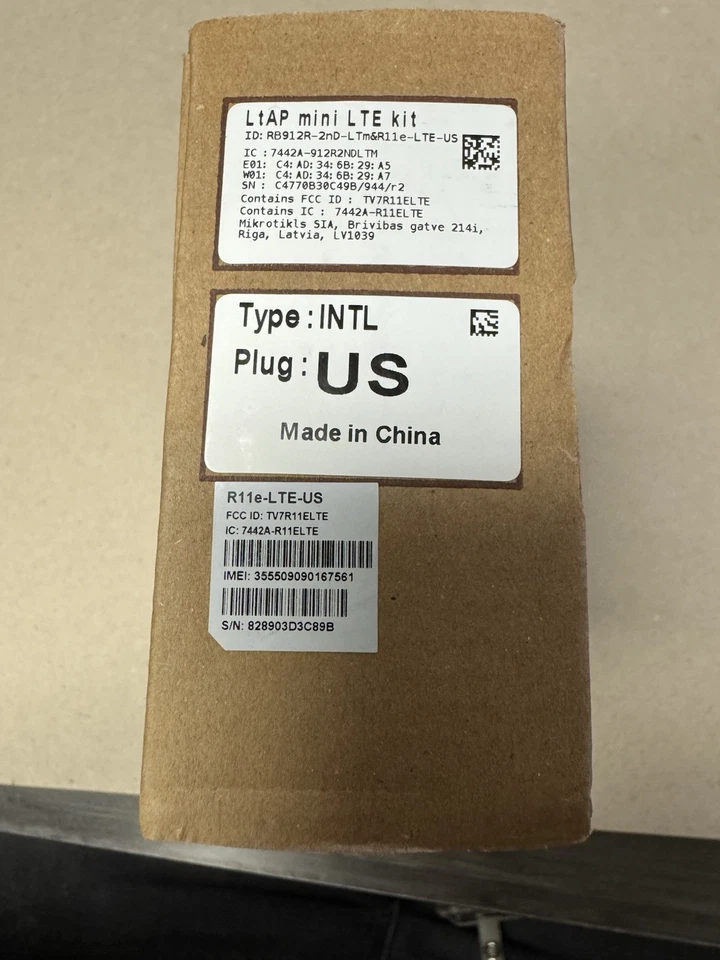 LtAP mini LTE kit
ID: RB912R-2nD-LTm&R11e-LTE-US
IC : 7442A-912R2NDLTM
E01: C4:AD:34:6B:29:A5
W01: C4:AD:34:6B:29:A7
SN : C4770B30C49B/944/r2
Contains FCC ID : TV7R11ELTE
Contains IC : 7442A-R11ELTE
Mikrotikls SIA, Brivibas gatve 214i,
Riga, Latvia, LV1039
Type : INTL
Plug : US
Made in China
R11e-LTE-US
FCC ID: TV7R11ELTE
IC: 7442A-R11ELTE
IMEI: 355509090167561
S/N: 828903D3C89B